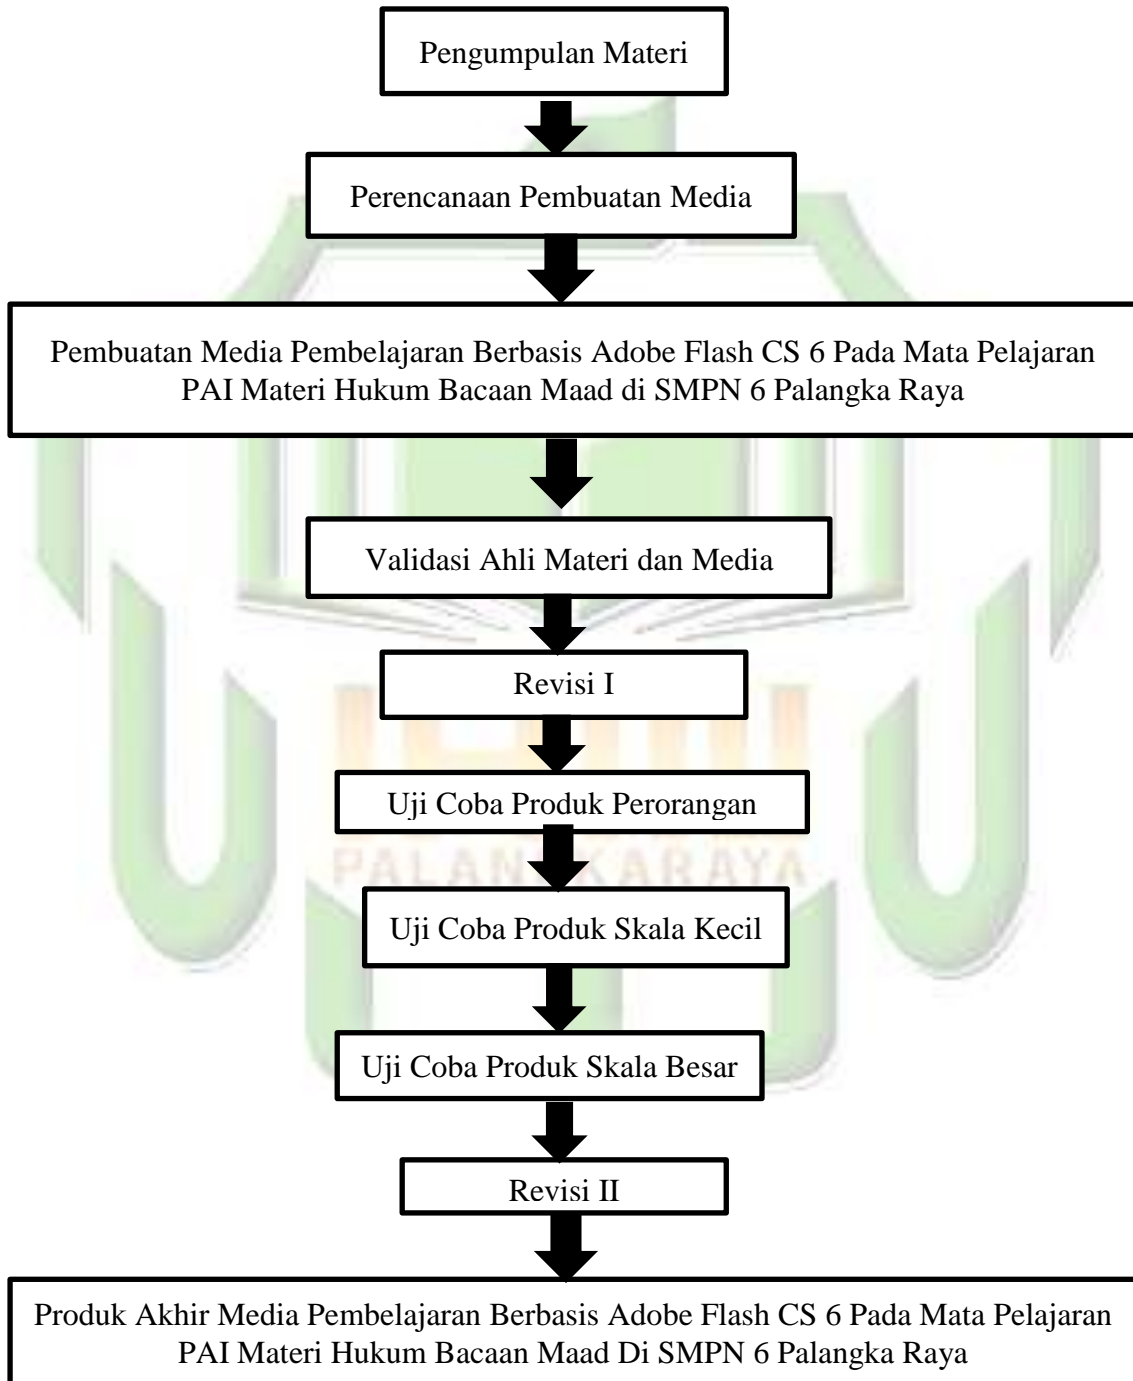 Pengumpulan Materi
Perencanaan Pembuatan Media
Pembuatan Media Pembelajaran Berbasis Adobe Flash CS 6 Pada Mata Pelajaran
PAI Materi Hukum Bacaan Maad di SMPN 6 Palangka Raya
Validasi Ahli Materi dan Media
Revisi I
Uji Coba Produk Perorangan
Uji Coba Produk Skala Kecil
Uji Coba Produk Skala Besar
Revisi II
Produk Akhir Media Pembelajaran Berbasis Adobe Flash CS 6 Pada Mata Pelajaran
PAI Materi Hukum Bacaan Maad Di SMPN 6 Palangka Raya